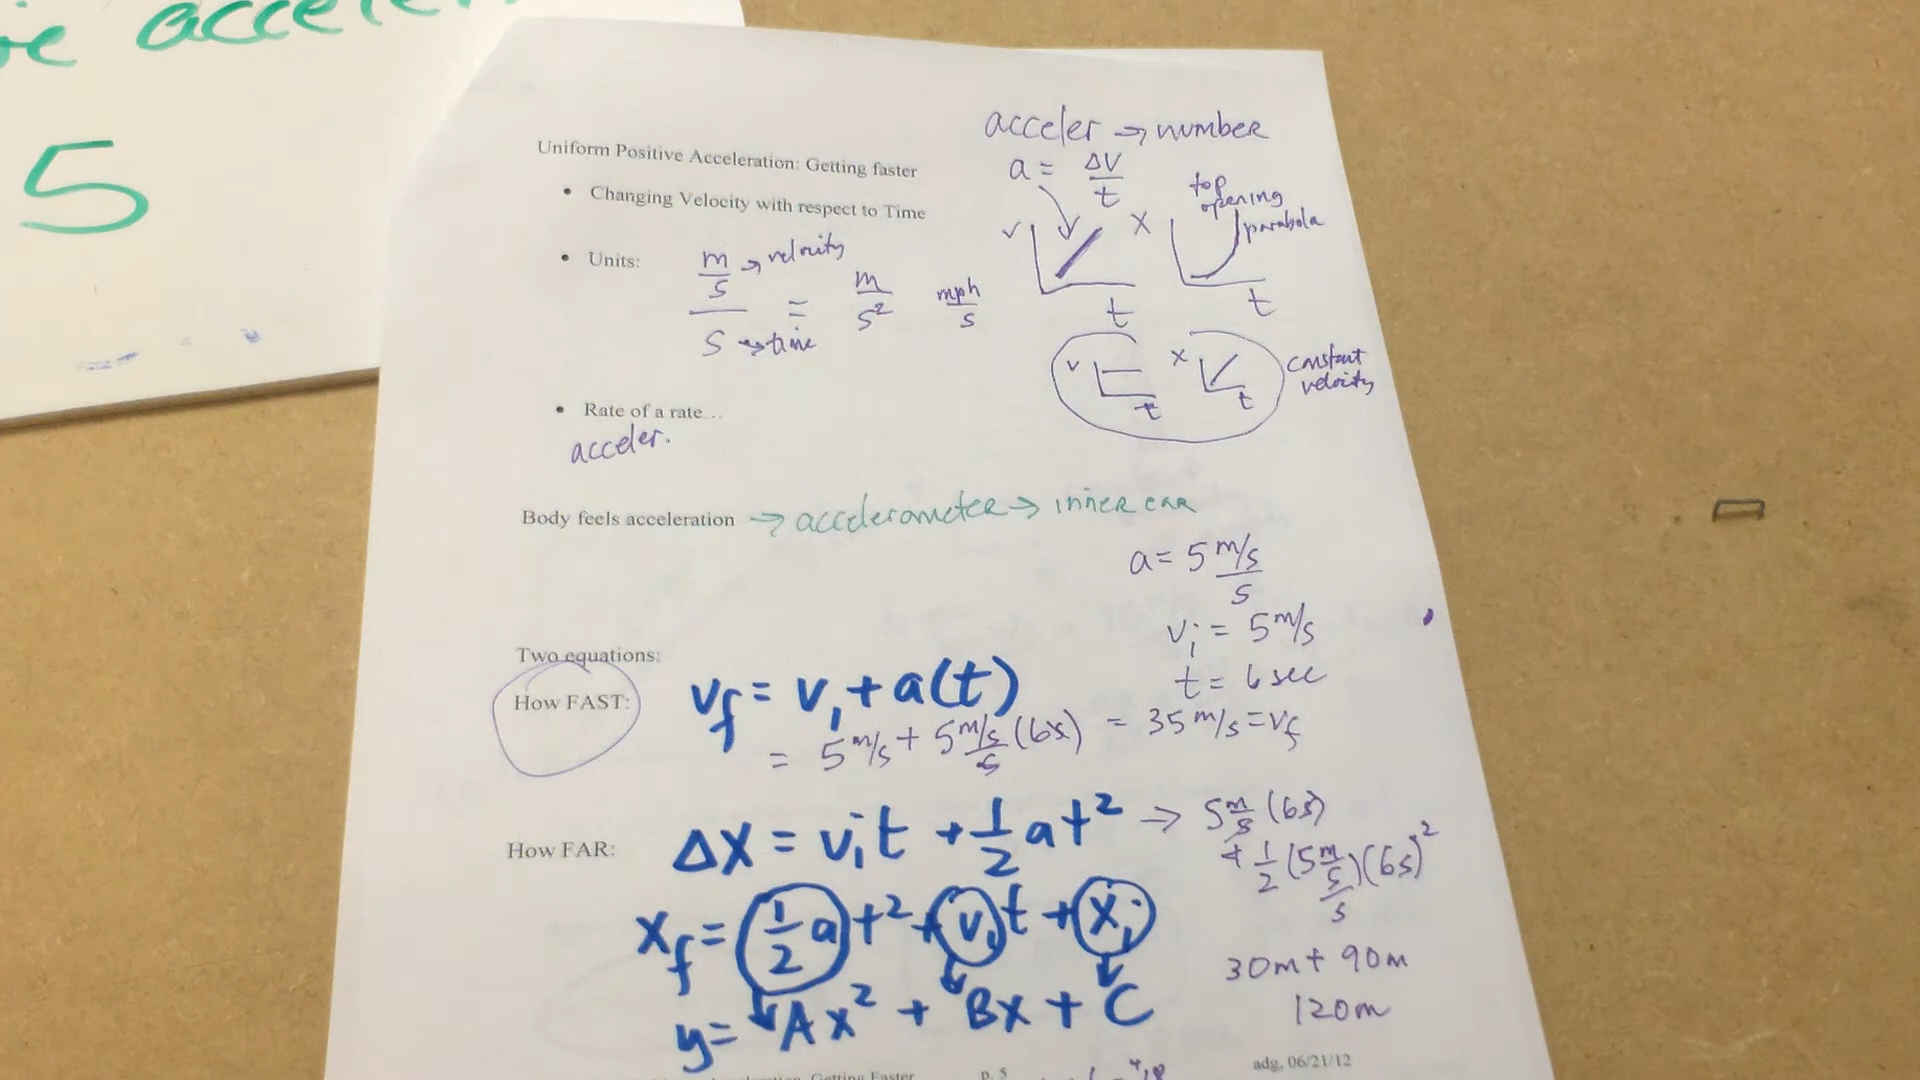 acceler
5
acceler → number
Uniform Positive Acceleration: Getting faster
a = ΔV/t
• Changing Velocity with respect to Time
top opening parabola
v
t
x
t
• Units: m/s → velocity / s → time = m/s² mph/s
v
t
x
t
constant velocity
• Rate of a rate...
acceler.
Body feels acceleration → accelerometer → inner ear
a = 5 m/s/s
vi = 5 m/s
t = 6 sec
Two equations:
How FAST: vf = vi + a(t)
= 5 m/s + 5 m/s/s (6s) = 35 m/s = vf
How FAR: Δx = vit + 1/2 at² → 5 m/s (6s)
+ 1/2 (5 m/s/s)(6s)²
xf = 1/2 a t² + vi t + xi
30m + 90m
y = Ax² + Bx + C
120m
adg, 06/21/12
Getting Faster
p. 5